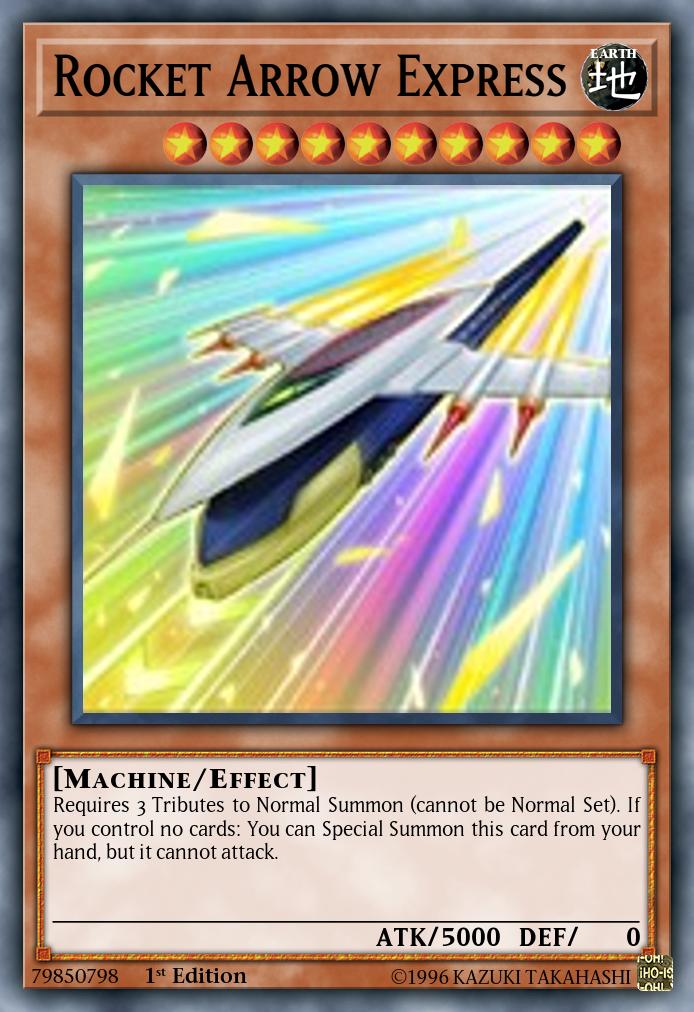 Rocket Arrow Express
EARTH
地
[Machine/Effect]
Requires 3 Tributes to Normal Summon (cannot be Normal Set). If
you control no cards: You can Special Summon this card from your
hand, but it cannot attack.
ATK/5000 DEF/ 0
79850798 1st Edition ©1996 KAZUKI TAKAHASHI